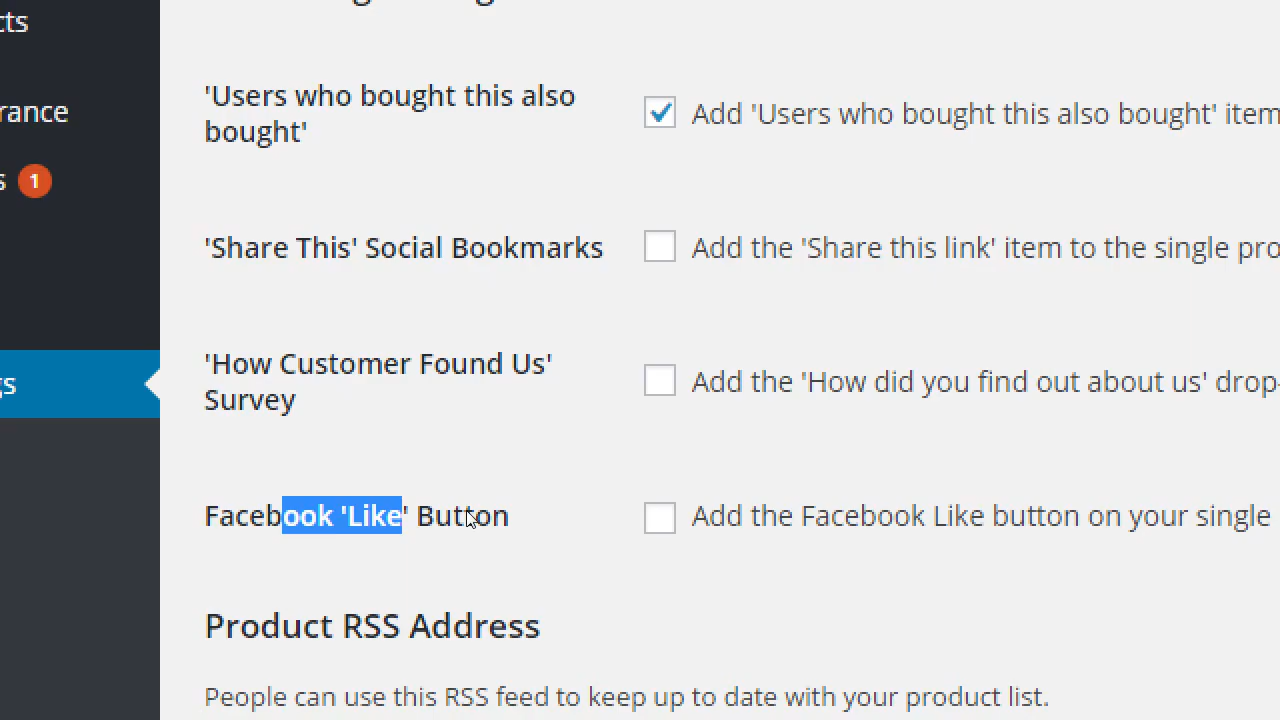 cts
rance
s 1
gs
'Users who bought this also
bought'
Add 'Users who bought this also bought' item
'Share This' Social Bookmarks
Add the 'Share this link' item to the single pro
'How Customer Found Us'
Survey
Add the 'How did you find out about us' drop-
Facebook 'Like' Button
Add the Facebook Like button on your single
Product RSS Address
People can use this RSS feed to keep up to date with your product list.